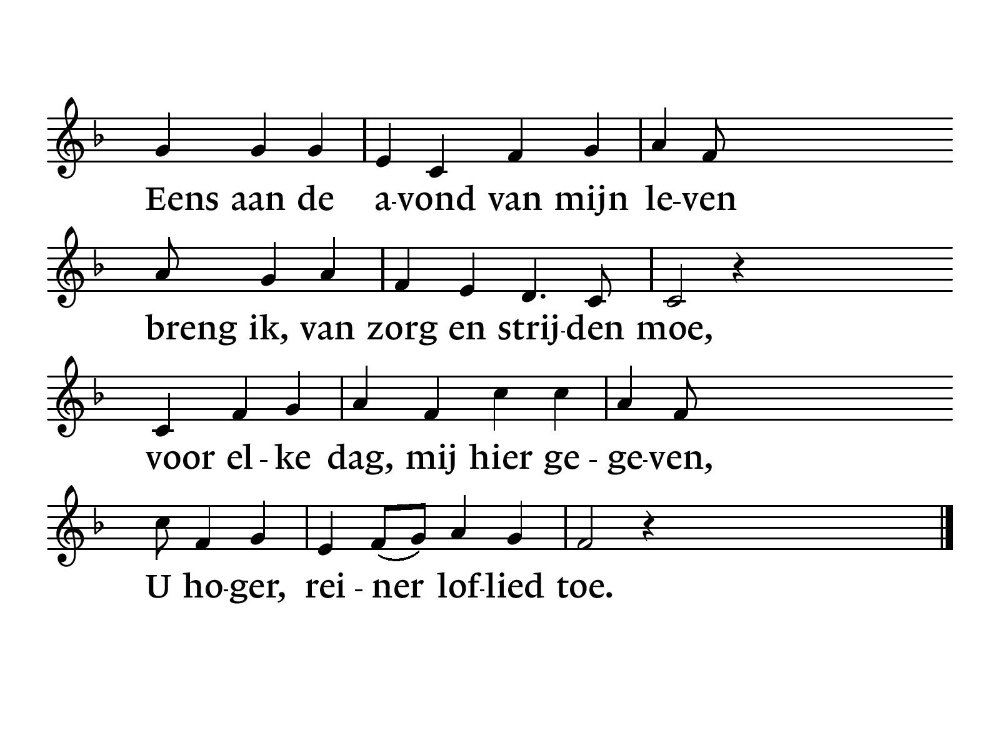 Eens aan de a-vond van mijn le-ven
breng ik, van zorg en strij-den moe,
voor el - ke dag, mij hier ge - ge-ven,
U ho-ger, rei - ner lof-lied toe.